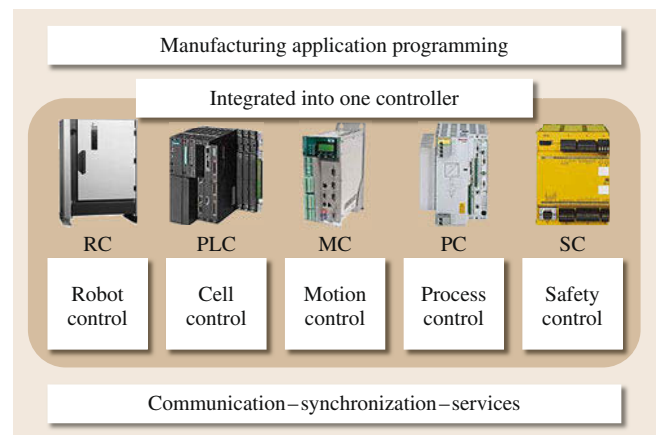 Manufacturing application programming
Integrated into one controller
RC
PLC
MC
PC
SC
Robot
control
Cell
control
Motion
control
Process
control
Safety
control
Communication–synchronization–services